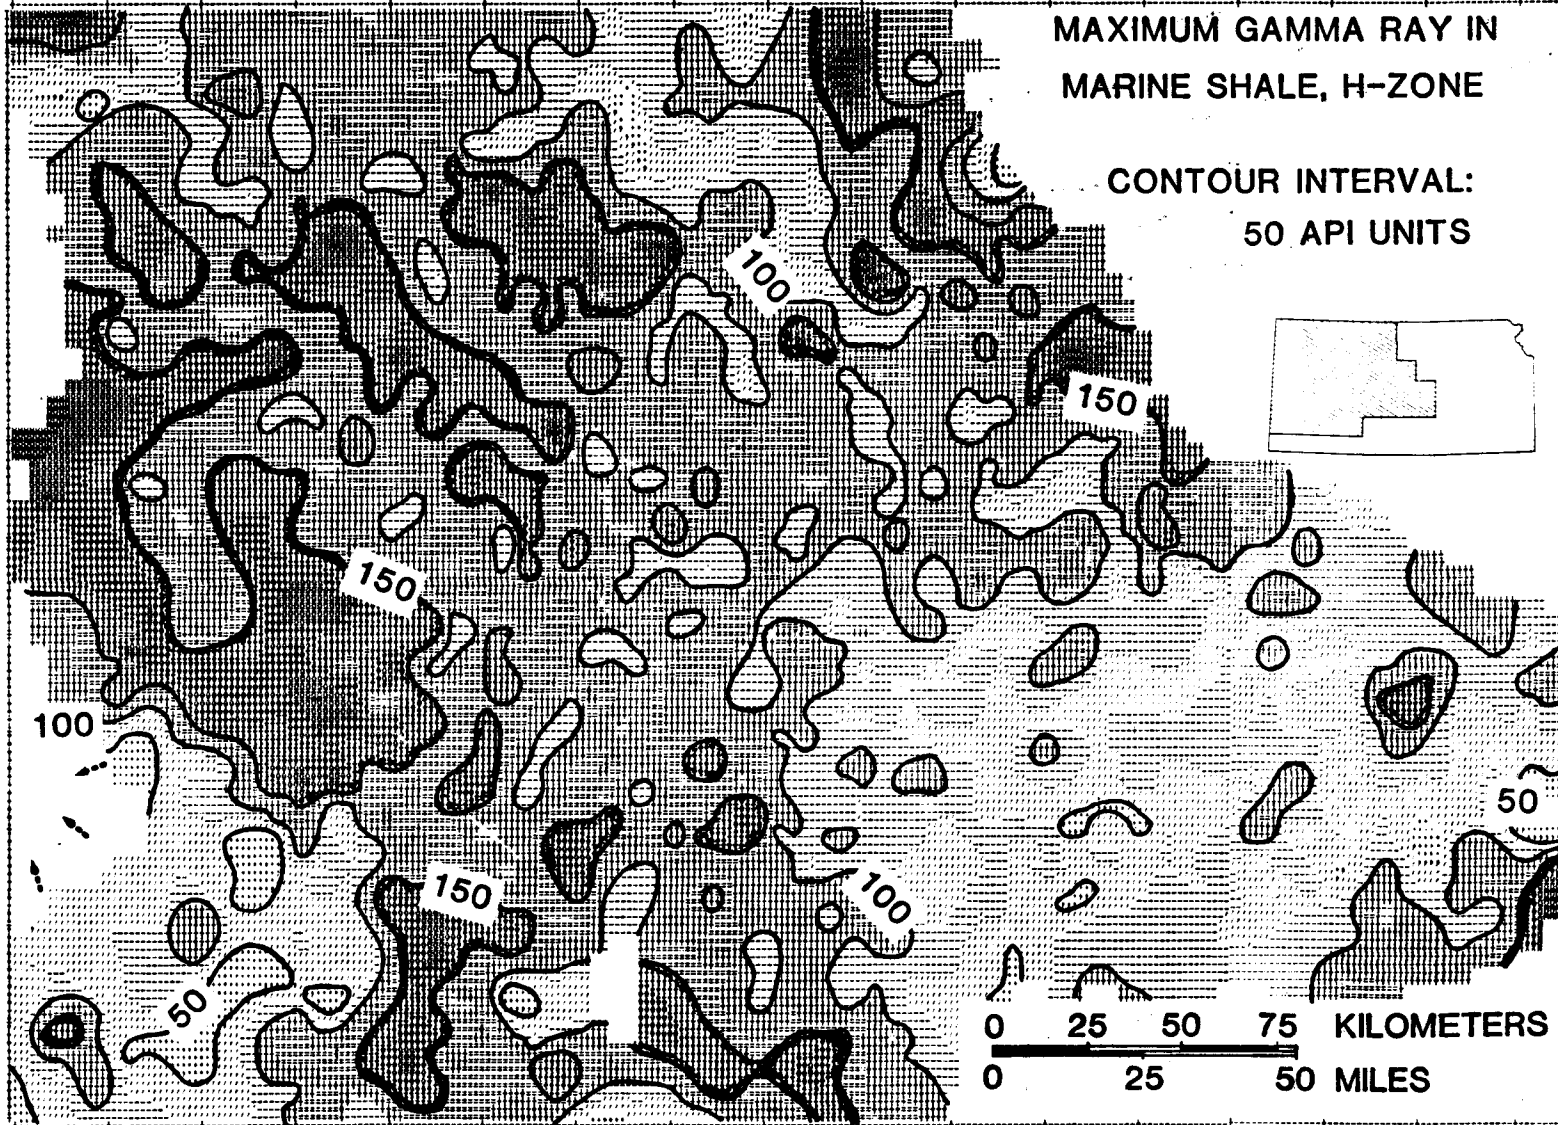 MAXIMUM GAMMA RAY IN
MARINE SHALE, H-ZONE
CONTOUR INTERVAL:
50 API UNITS
100
150
150
100
50
150
100
50
0 25 50 75 KILOMETERS
0 25 50 MILES